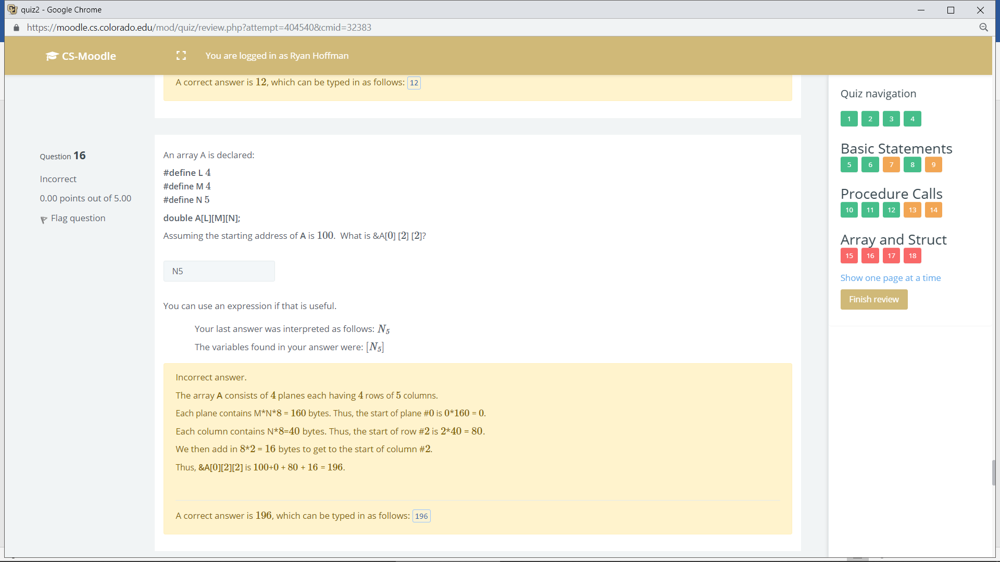 quiz2 - Google Chrome
https://moodle.cs.colorado.edu/mod/quiz/review.php?attempt=404540&cmid=32383
CS-Moodle
You are logged in as Ryan Hoffman
A correct answer is 12, which can be typed in as follows: 12
Question 16
Incorrect
0.00 points out of 5.00
Flag question
An array A is declared:
#define L 4
#define M 4
#define N 5
double A[L][M][N];
Assuming the starting address of A is 100. What is &A[0] [2] [2]?
N5
You can use an expression if that is useful.
Your last answer was interpreted as follows: N5
The variables found in your answer were: [N5]
Incorrect answer.
The array A consists of 4 planes each having 4 rows of 5 columns.
Each plane contains M*N*8 = 160 bytes. Thus, the start of plane #0 is 0*160 = 0.
Each column contains N*8=40 bytes. Thus, the start of row #2 is 2*40 = 80.
We then add in 8*2 = 16 bytes to get to the start of column #2.
Thus, &A[0][2][2] is 100+0 + 80 + 16 = 196.
A correct answer is 196, which can be typed in as follows: 196
Quiz navigation
1 2 3 4
Basic Statements
5 6 7 8 9
Procedure Calls
10 11 12 13 14
Array and Struct
15 16 17 18
Show one page at a time
Finish review